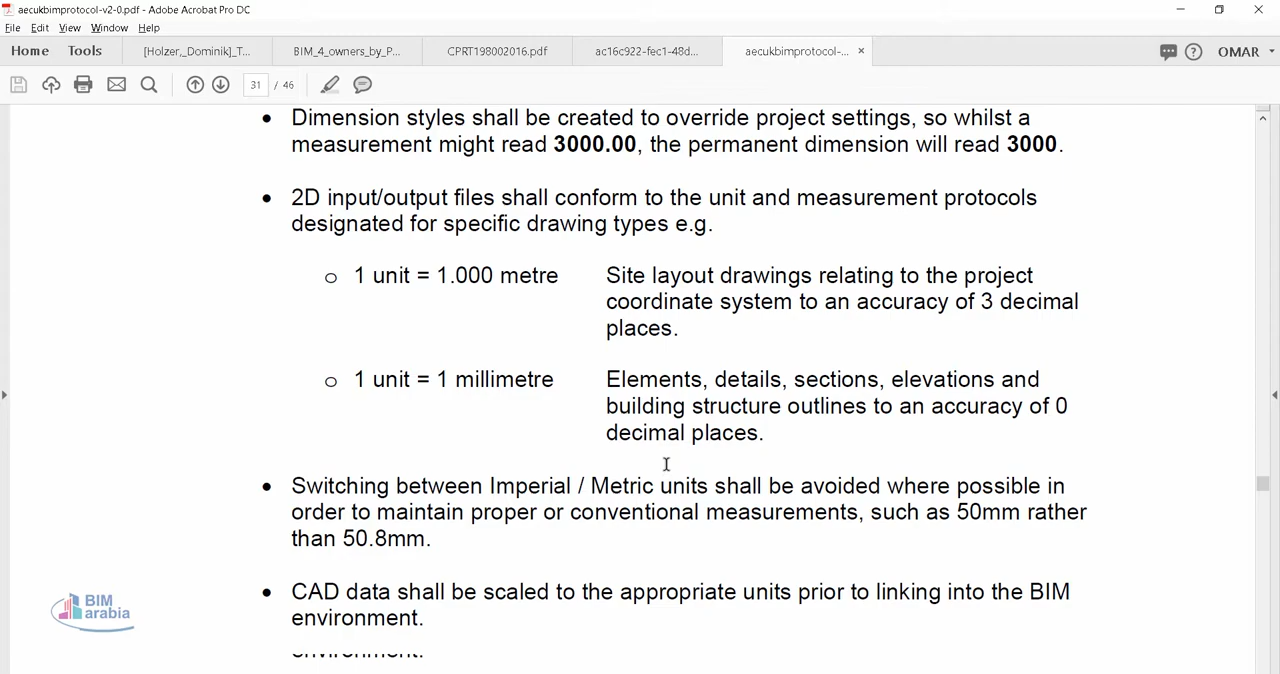 aecukbimprotocol-v2-0.pdf - Adobe Acrobat Pro DC
File Edit View Window Help
Home Tools [Holzer,_Dominik]_T... BIM_4_owners_by_P... CPRT198002016.pdf ac16c922-fec1-48d... aecukbimprotocol-... × OMAR
31 / 46
• Dimension styles shall be created to override project settings, so whilst a
measurement might read 3000.00, the permanent dimension will read 3000.
• 2D input/output files shall conform to the unit and measurement protocols
designated for specific drawing types e.g.
o 1 unit = 1.000 metre Site layout drawings relating to the project
coordinate system to an accuracy of 3 decimal
places.
o 1 unit = 1 millimetre Elements, details, sections, elevations and
building structure outlines to an accuracy of 0
decimal places.
• Switching between Imperial / Metric units shall be avoided where possible in
order to maintain proper or conventional measurements, such as 50mm rather
than 50.8mm.
• CAD data shall be scaled to the appropriate units prior to linking into the BIM
environment.
environment.
BIM
arabia